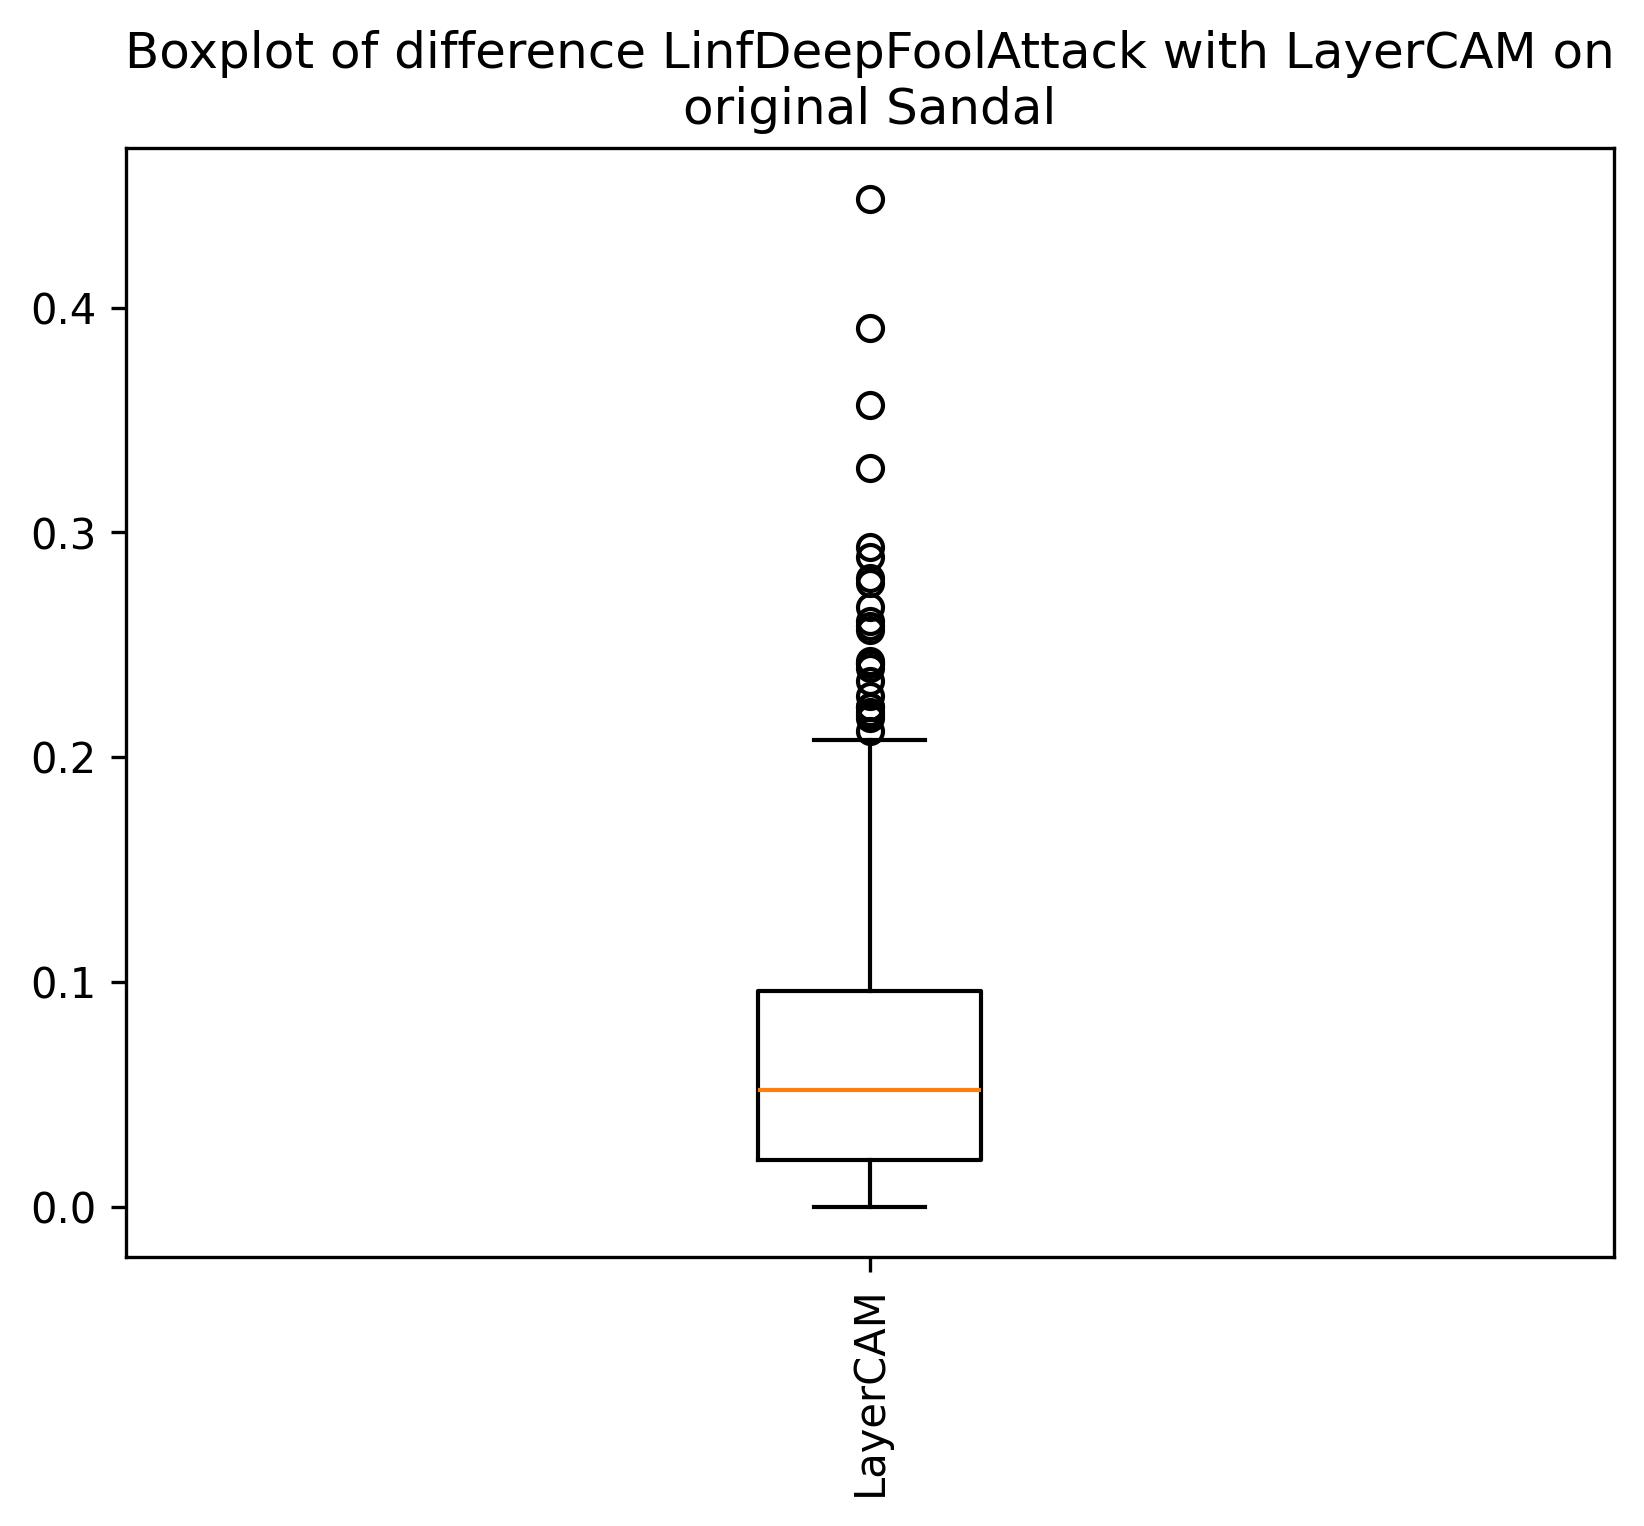 Boxplot of difference LinfDeepFoolAttack with LayerCAM on
original Sandal
0.4
0.3
0.2
0.1
0.0
LayerCAM